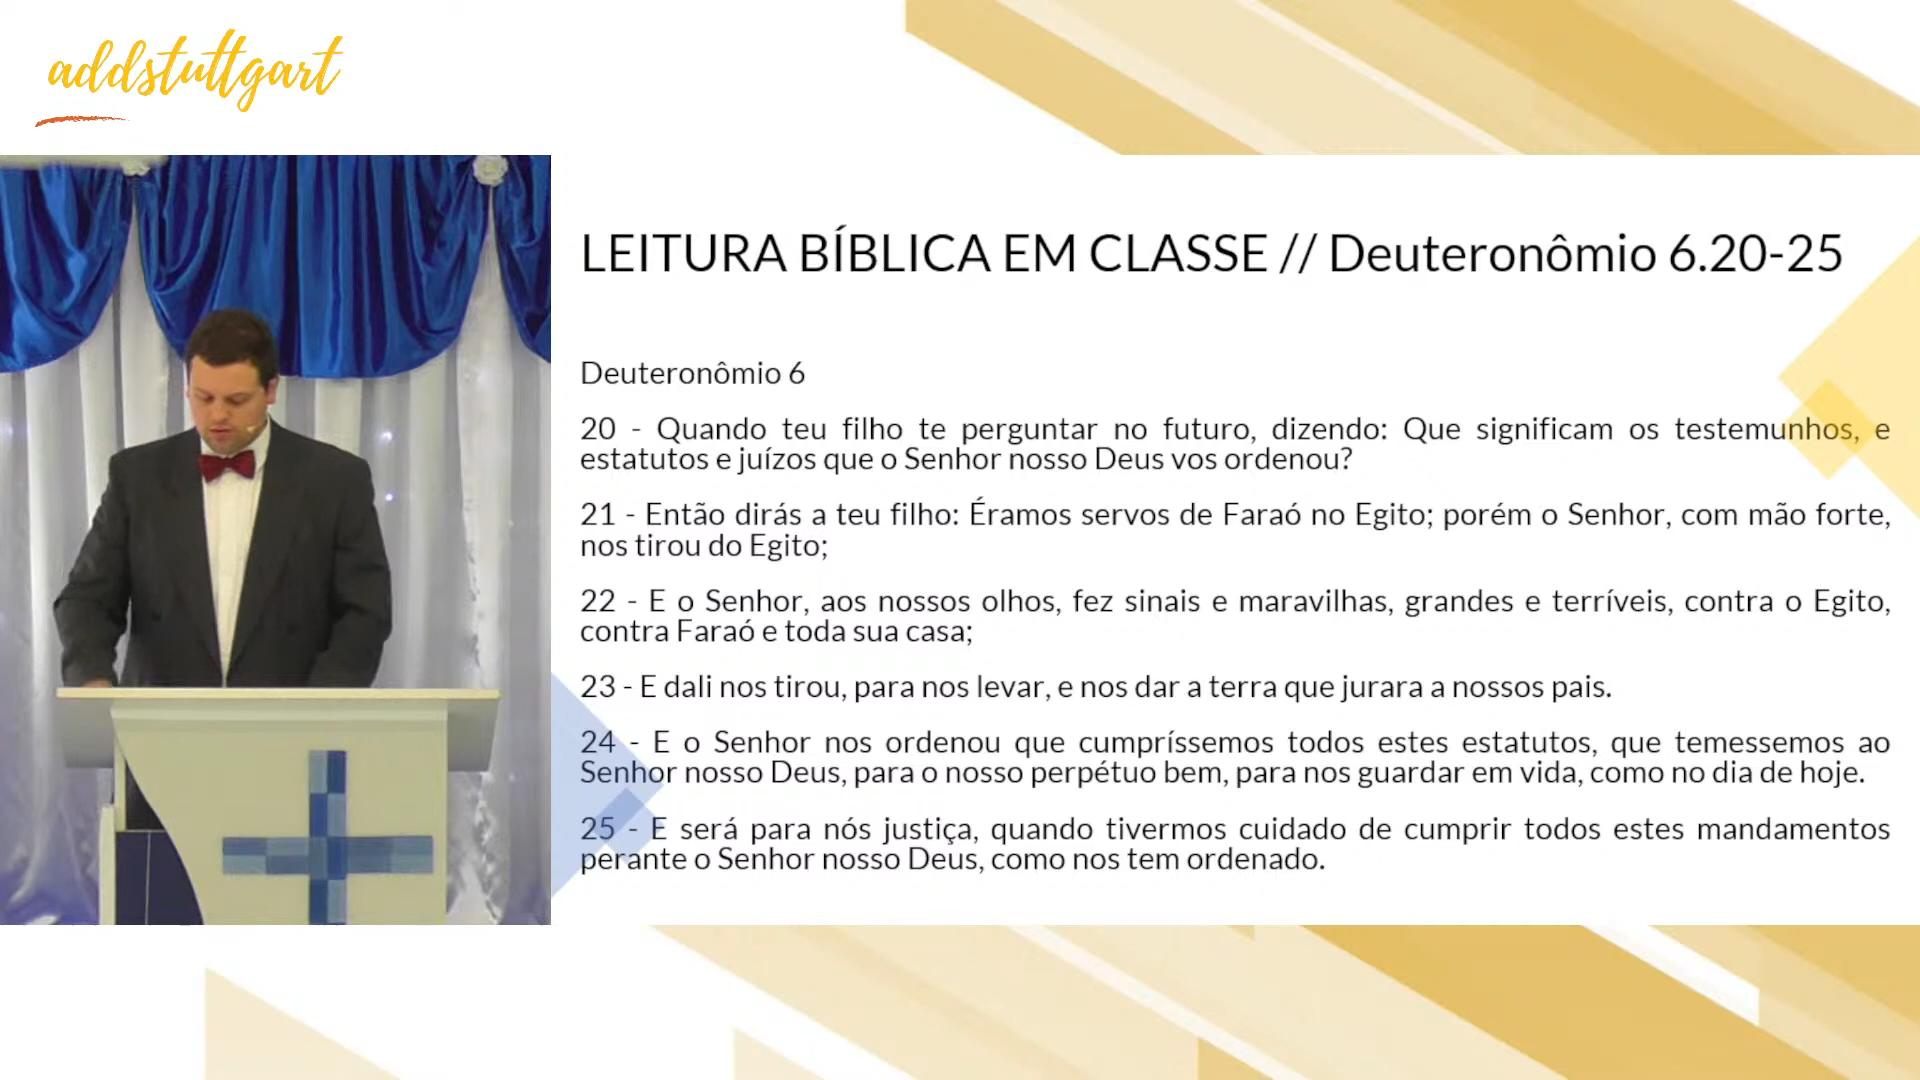 addstuttgart
LEITURA BÍBLICA EM CLASSE // Deuteronômio 6.20-25
Deuteronômio 6
20 - Quando teu filho te perguntar no futuro, dizendo: Que significam os testemunhos, e
estatutos e juízos que o Senhor nosso Deus vos ordenou?
21 - Então dirás a teu filho: Éramos servos de Faraó no Egito; porém o Senhor, com mão forte,
nos tirou do Egito;
22 - E o Senhor, aos nossos olhos, fez sinais e maravilhas, grandes e terríveis, contra o Egito,
contra Faraó e toda sua casa;
23 - E dali nos tirou, para nos levar, e nos dar a terra que jurara a nossos pais.
24 - E o Senhor nos ordenou que cumpríssemos todos estes estatutos, que temessemos ao
Senhor nosso Deus, para o nosso perpétuo bem, para nos guardar em vida, como no dia de hoje.
25 - E será para nós justiça, quando tivermos cuidado de cumprir todos estes mandamentos
perante o Senhor nosso Deus, como nos tem ordenado.